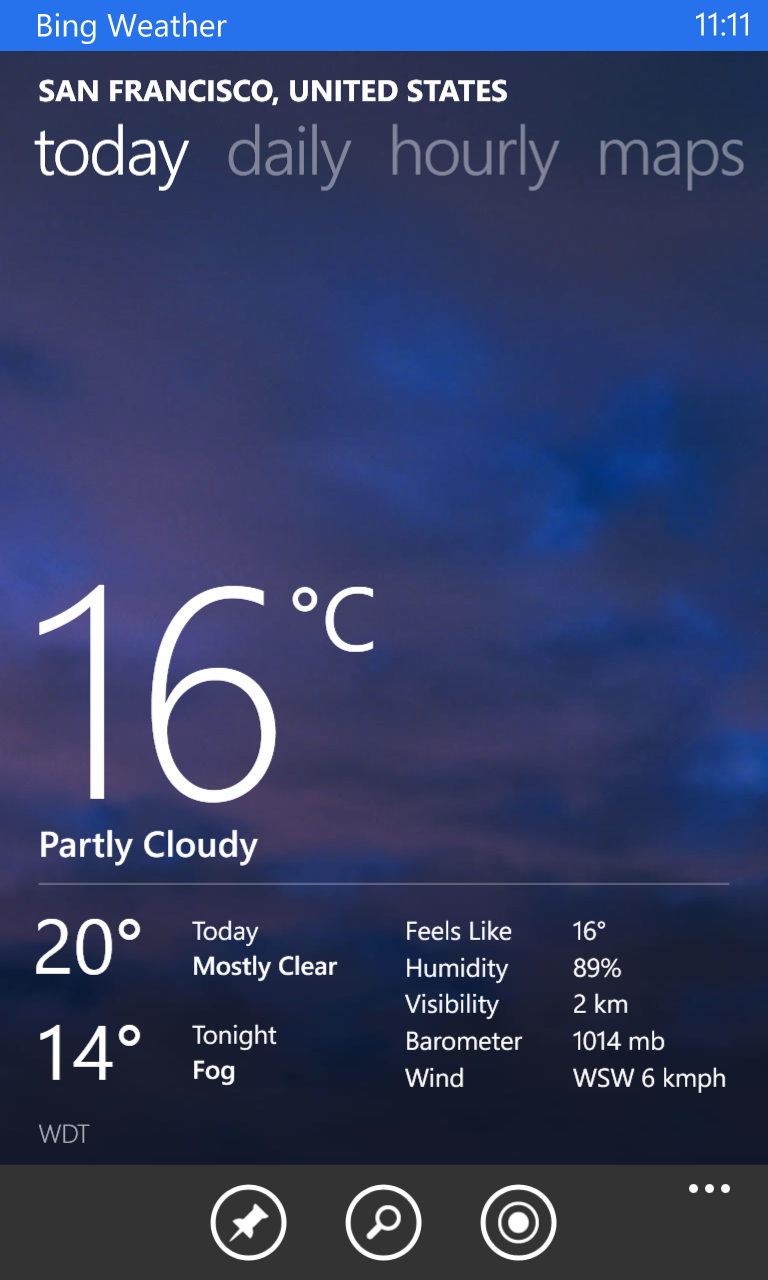 Bing Weather 11:11
SAN FRANCISCO, UNITED STATES
today daily hourly maps
16 °C
Partly Cloudy
20° Today
Mostly Clear
14° Tonight
Fog
Feels Like 16°
Humidity 89%
Visibility 2 km
Barometer 1014 mb
Wind WSW 6 kmph
WDT